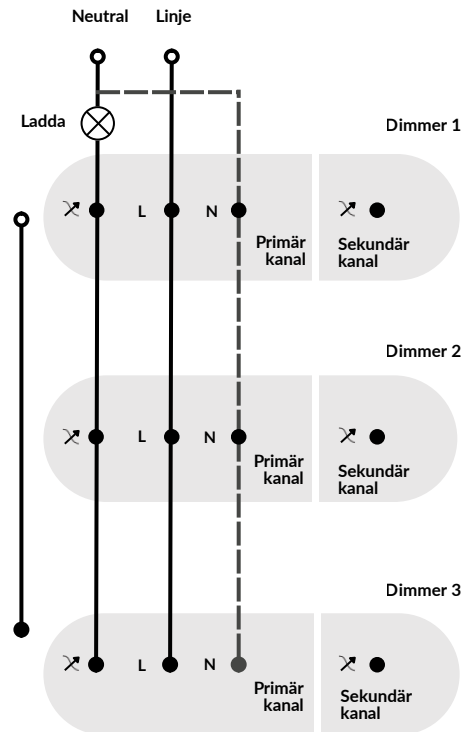 Neutral Linje
Ladda
Dimmer 1
L N
Primär
kanal
Sekundär
kanal
Dimmer 2
L N
Primär
kanal
Sekundär
kanal
Dimmer 3
L N
Primär
kanal
Sekundär
kanal